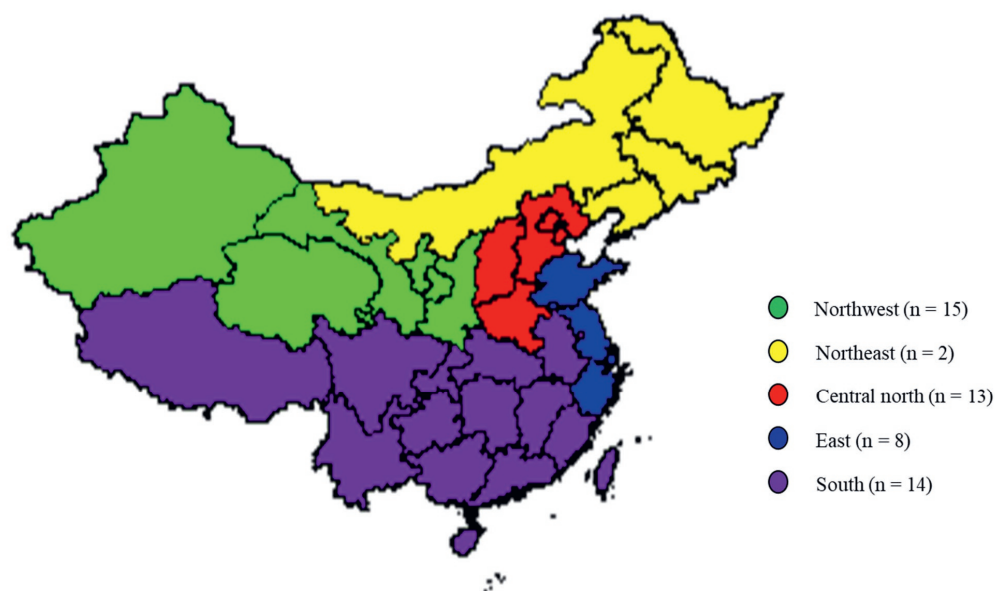 Northwest (n = 15)
Northeast (n = 2)
Central north (n = 13)
East (n = 8)
South (n = 14)